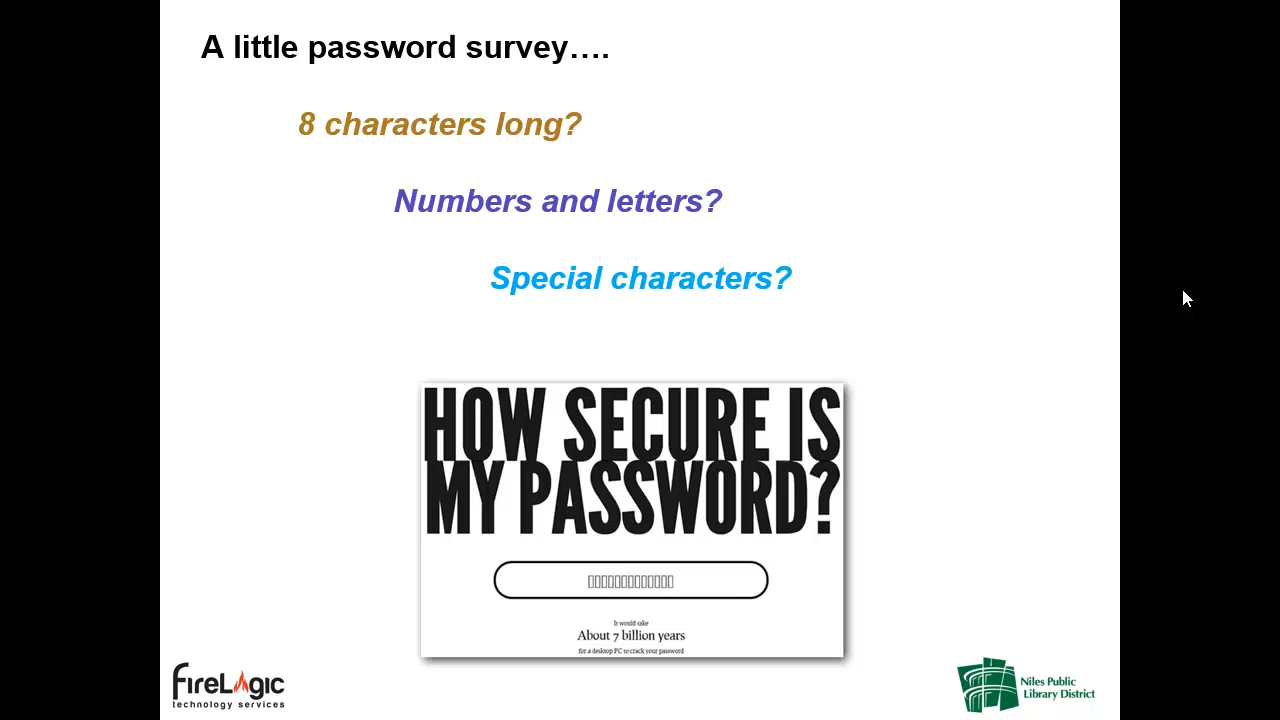 A little password survey….
8 characters long?
Numbers and letters?
Special characters?
HOW SECURE IS
MY PASSWORD?
It would take
About 7 billion years
for a desktop PC to crack your password
FireLogic
technology services
Niles Public
Library District